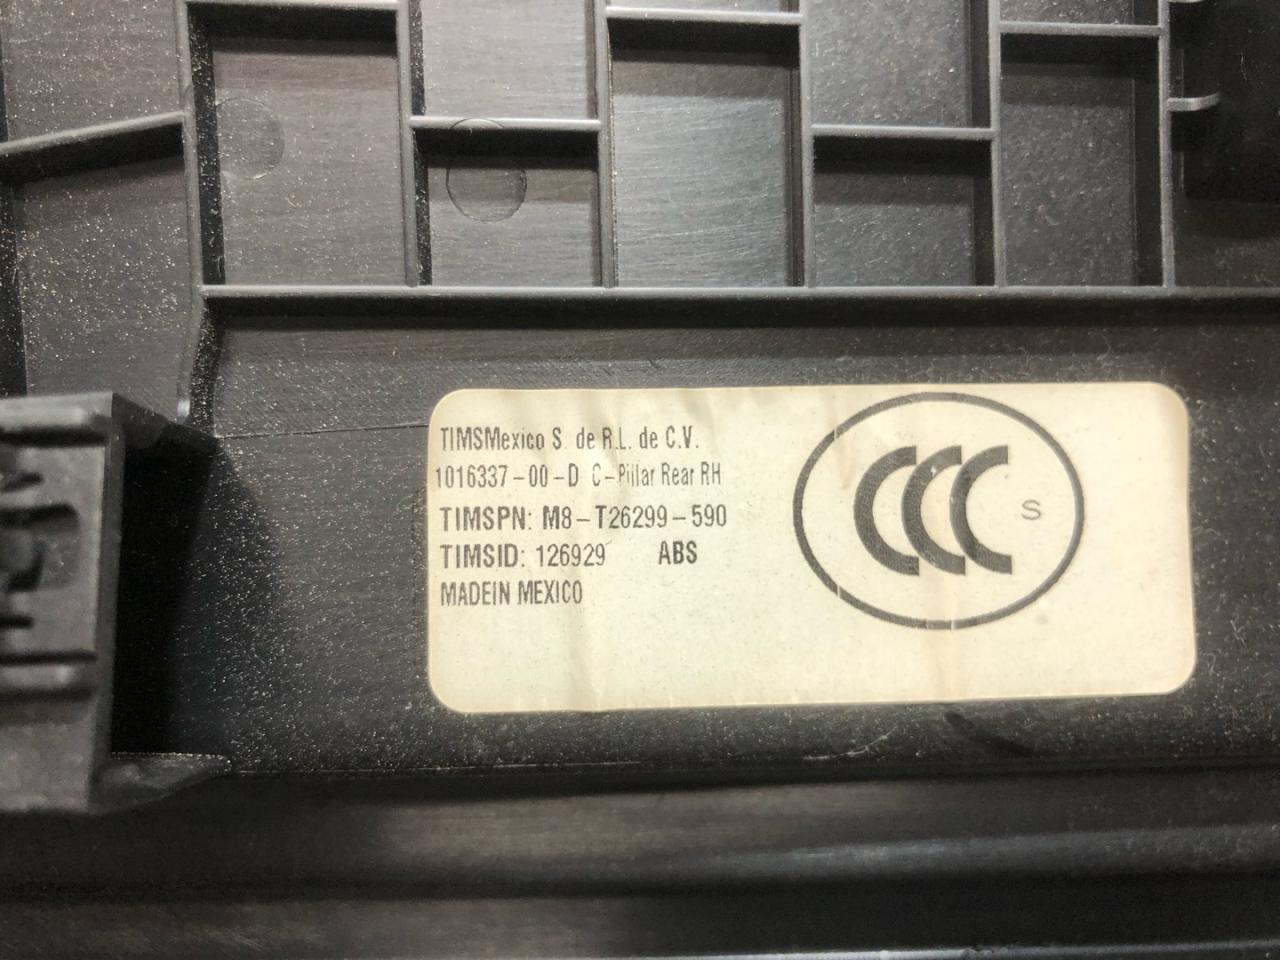 TIMSMexico S. de R.L. de C.V.
1016337-00-D C-Pillar Rear RH
TIMSPN: M8-T26299-590
TIMSID: 126929 ABS
MADEIN MEXICO
CCC S